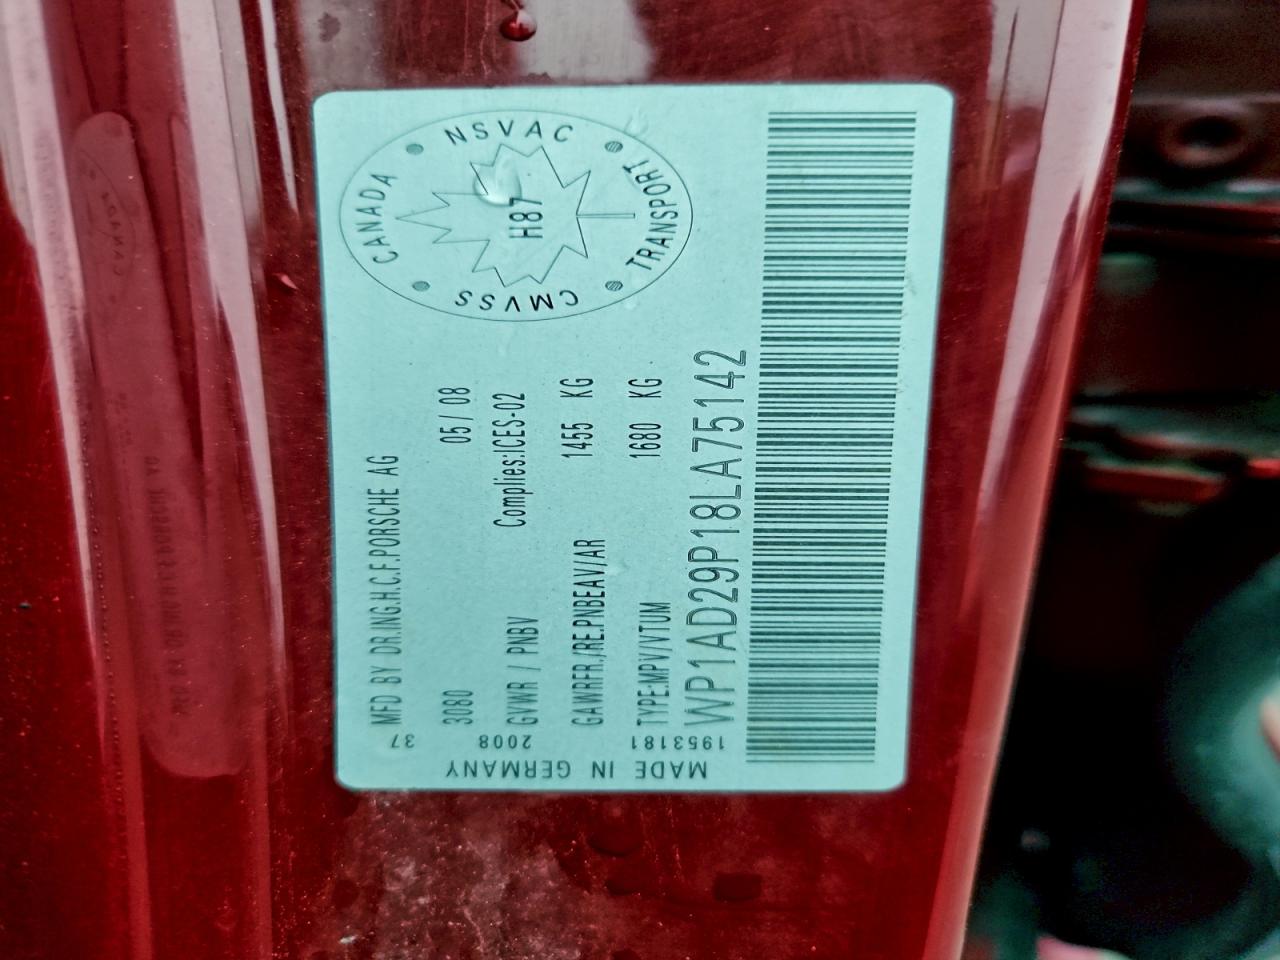 MFD BY DR.ING.H.C.F.PORSCHE AG
3080 05/08
GVWR / PNBV Complies:ICES-02
GAWRFR./RE.PNBEAV/AR 1455 KG
TYPE:MPV/VTUM 1680 KG
WP1AD29P18LA75142
CANADA
NSVAC
TRANSPORT
CMVSS
H87
37 2008 1953181
MADE IN GERMANY